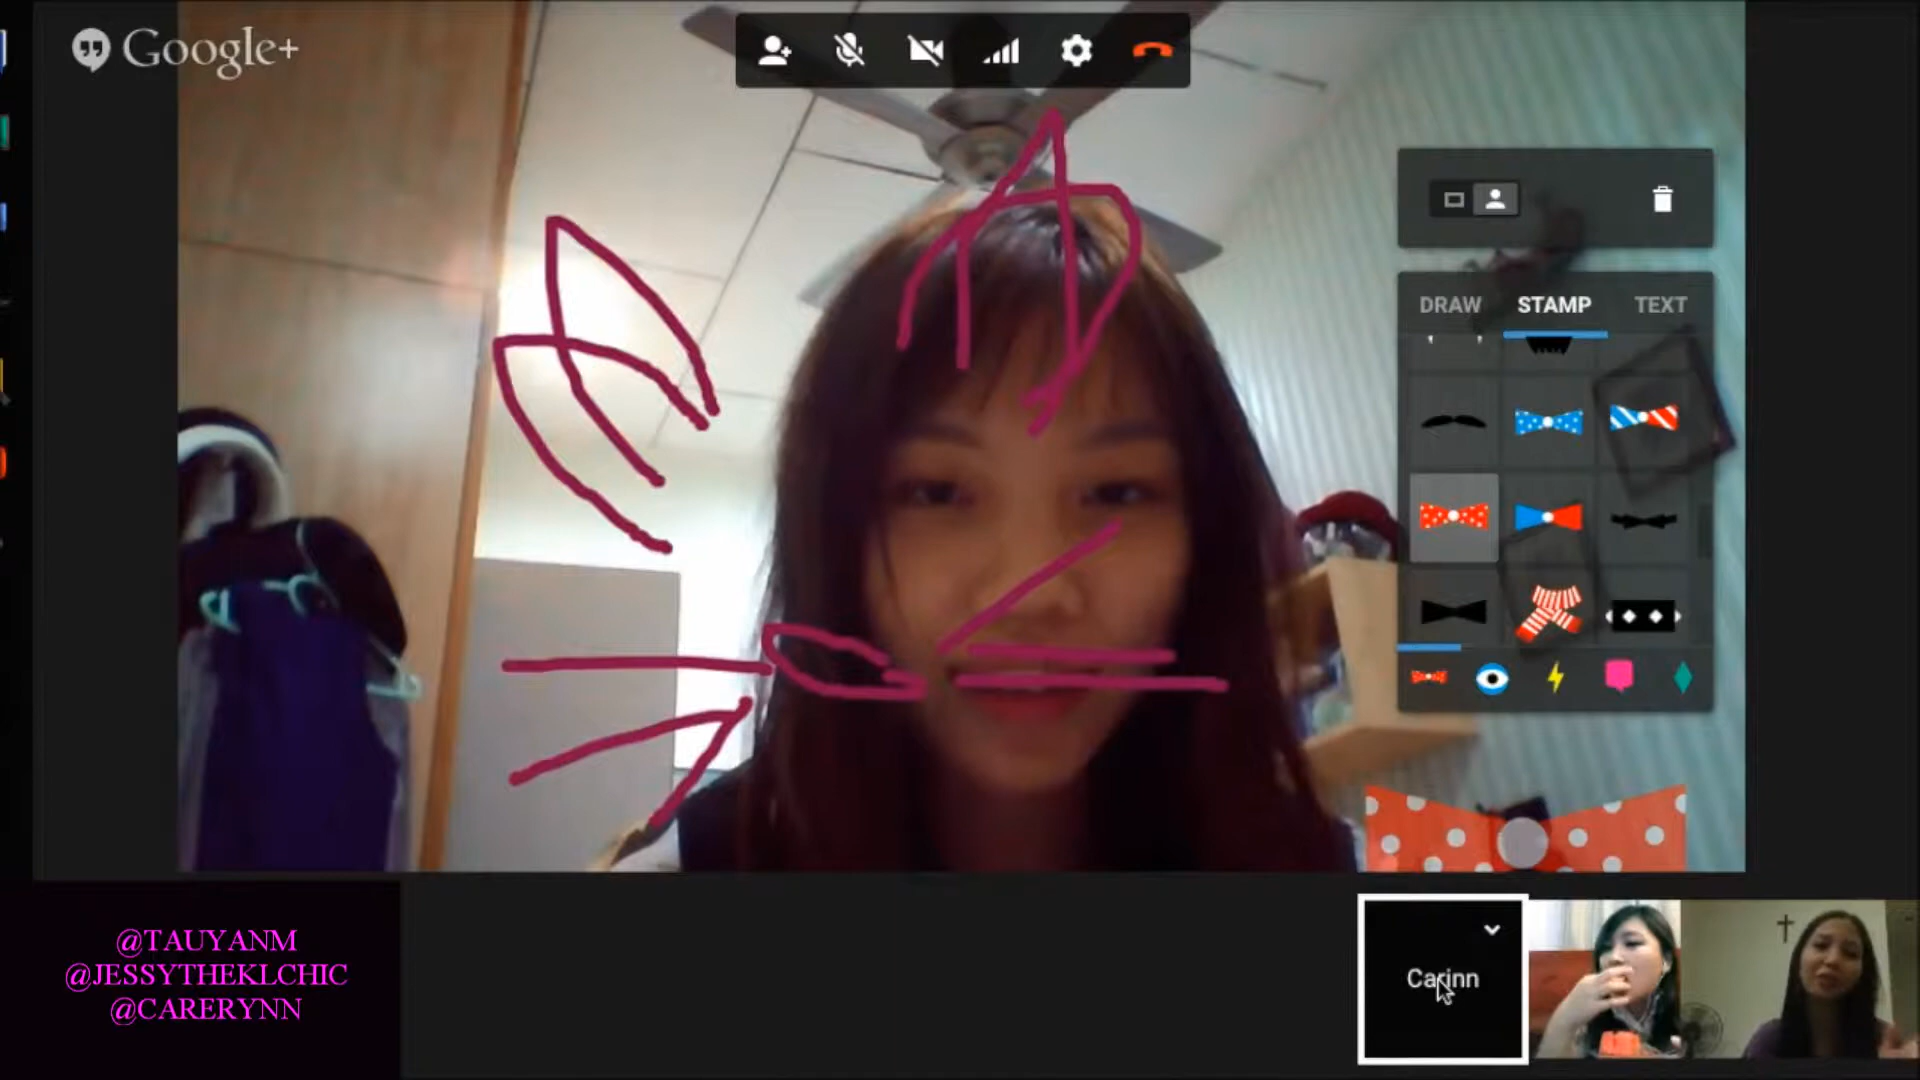 Google+
DRAW STAMP TEXT
Carinn
@TAUYANM
@JESSYTHEKLCHIC
@CARERYNN